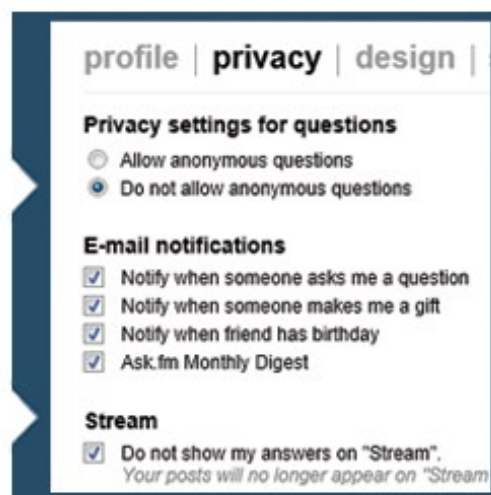 profile | privacy | design |
Privacy settings for questions
Allow anonymous questions
Do not allow anonymous questions
E-mail notifications
Notify when someone asks me a question
Notify when someone makes me a gift
Notify when friend has birthday
Ask.fm Monthly Digest
Stream
Do not show my answers on "Stream".
Your posts will no longer appear on "Stream